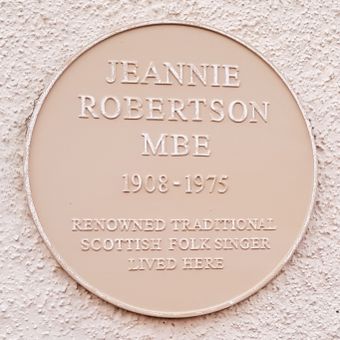 JEANNIE
ROBERTSON
MBE
1908-1975
RENOWNED TRADITIONAL
SCOTTISH FOLK SINGER
LIVED HERE